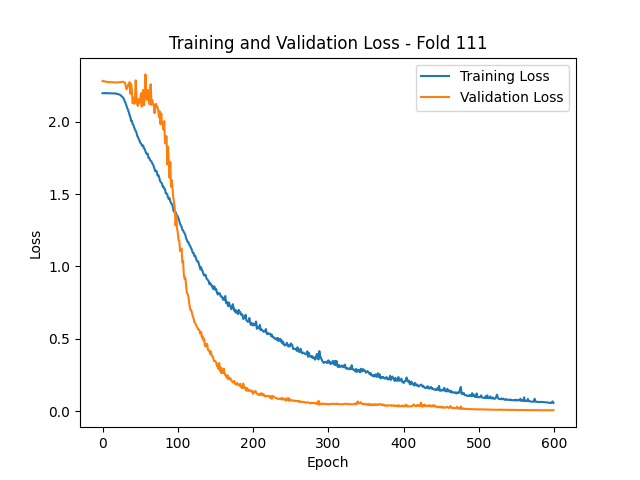 Training and Validation Loss - Fold 111
Training Loss
Validation Loss
2.0
1.5
1.0
0.5
0.0
Loss
0 100 200 300 400 500 600
Epoch